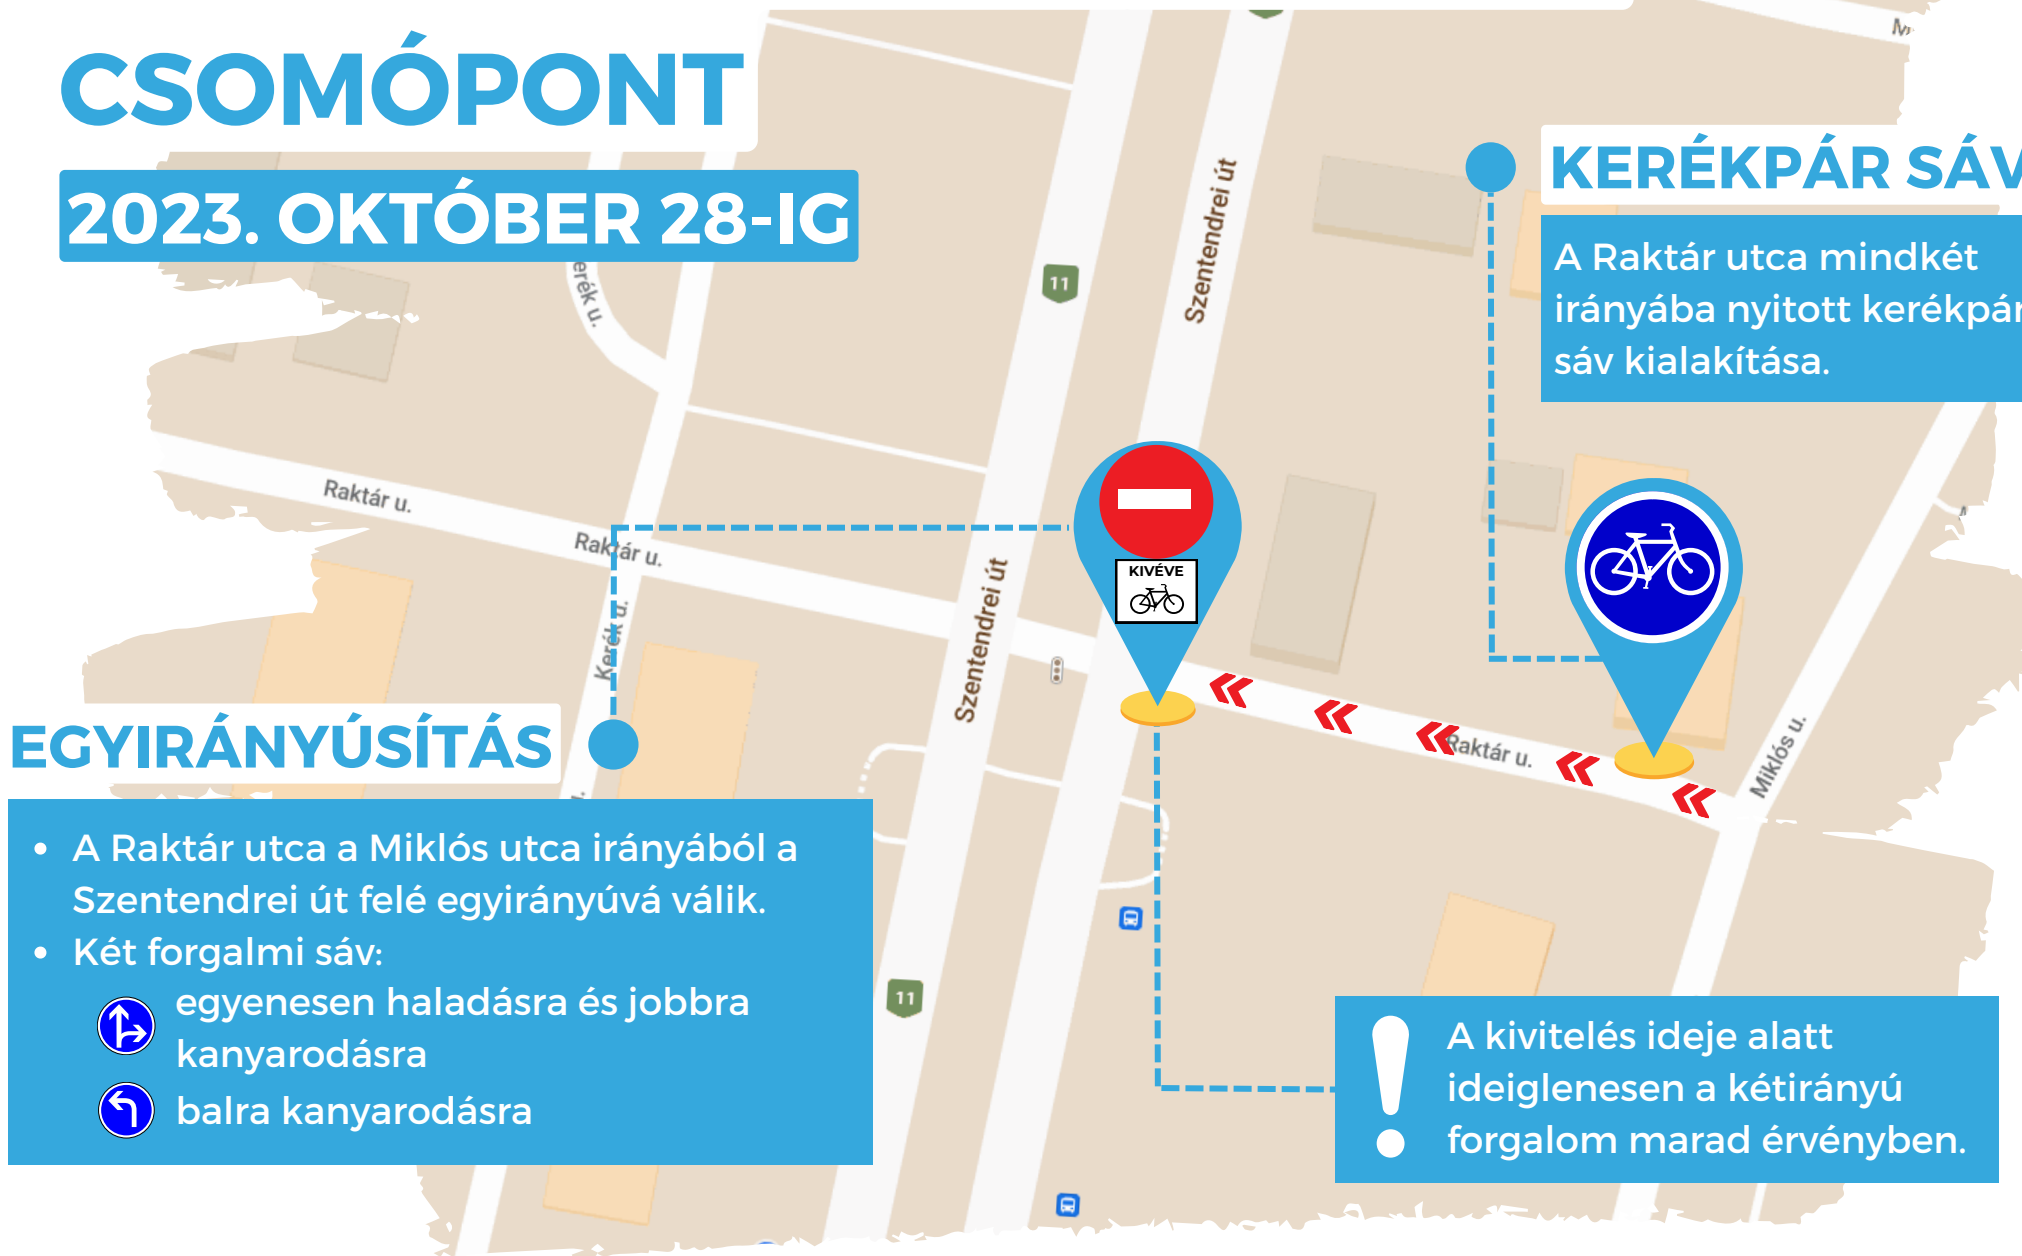 CSOMÓPONT
2023. OKTÓBER 28-IG
KERÉKPÁR SÁV
A Raktár utca mindkét
irányába nyitott kerékpár
sáv kialakítása.
Szentendrei út
11
erék u.
Raktár u.
Raktár u.
KIVÉVE
Kerék u.
Szentendrei út
Raktár u.
Miklós u.
EGYIRÁNYÚSÍTÁS
• A Raktár utca a Miklós utca irányából a
Szentendrei út felé egyirányúvá válik.
• Két forgalmi sáv:
egyenesen haladásra és jobbra
kanyarodásra
balra kanyarodásra
11
A kivitelés ideje alatt
ideiglenesen a kétirányú
forgalom marad érvényben.